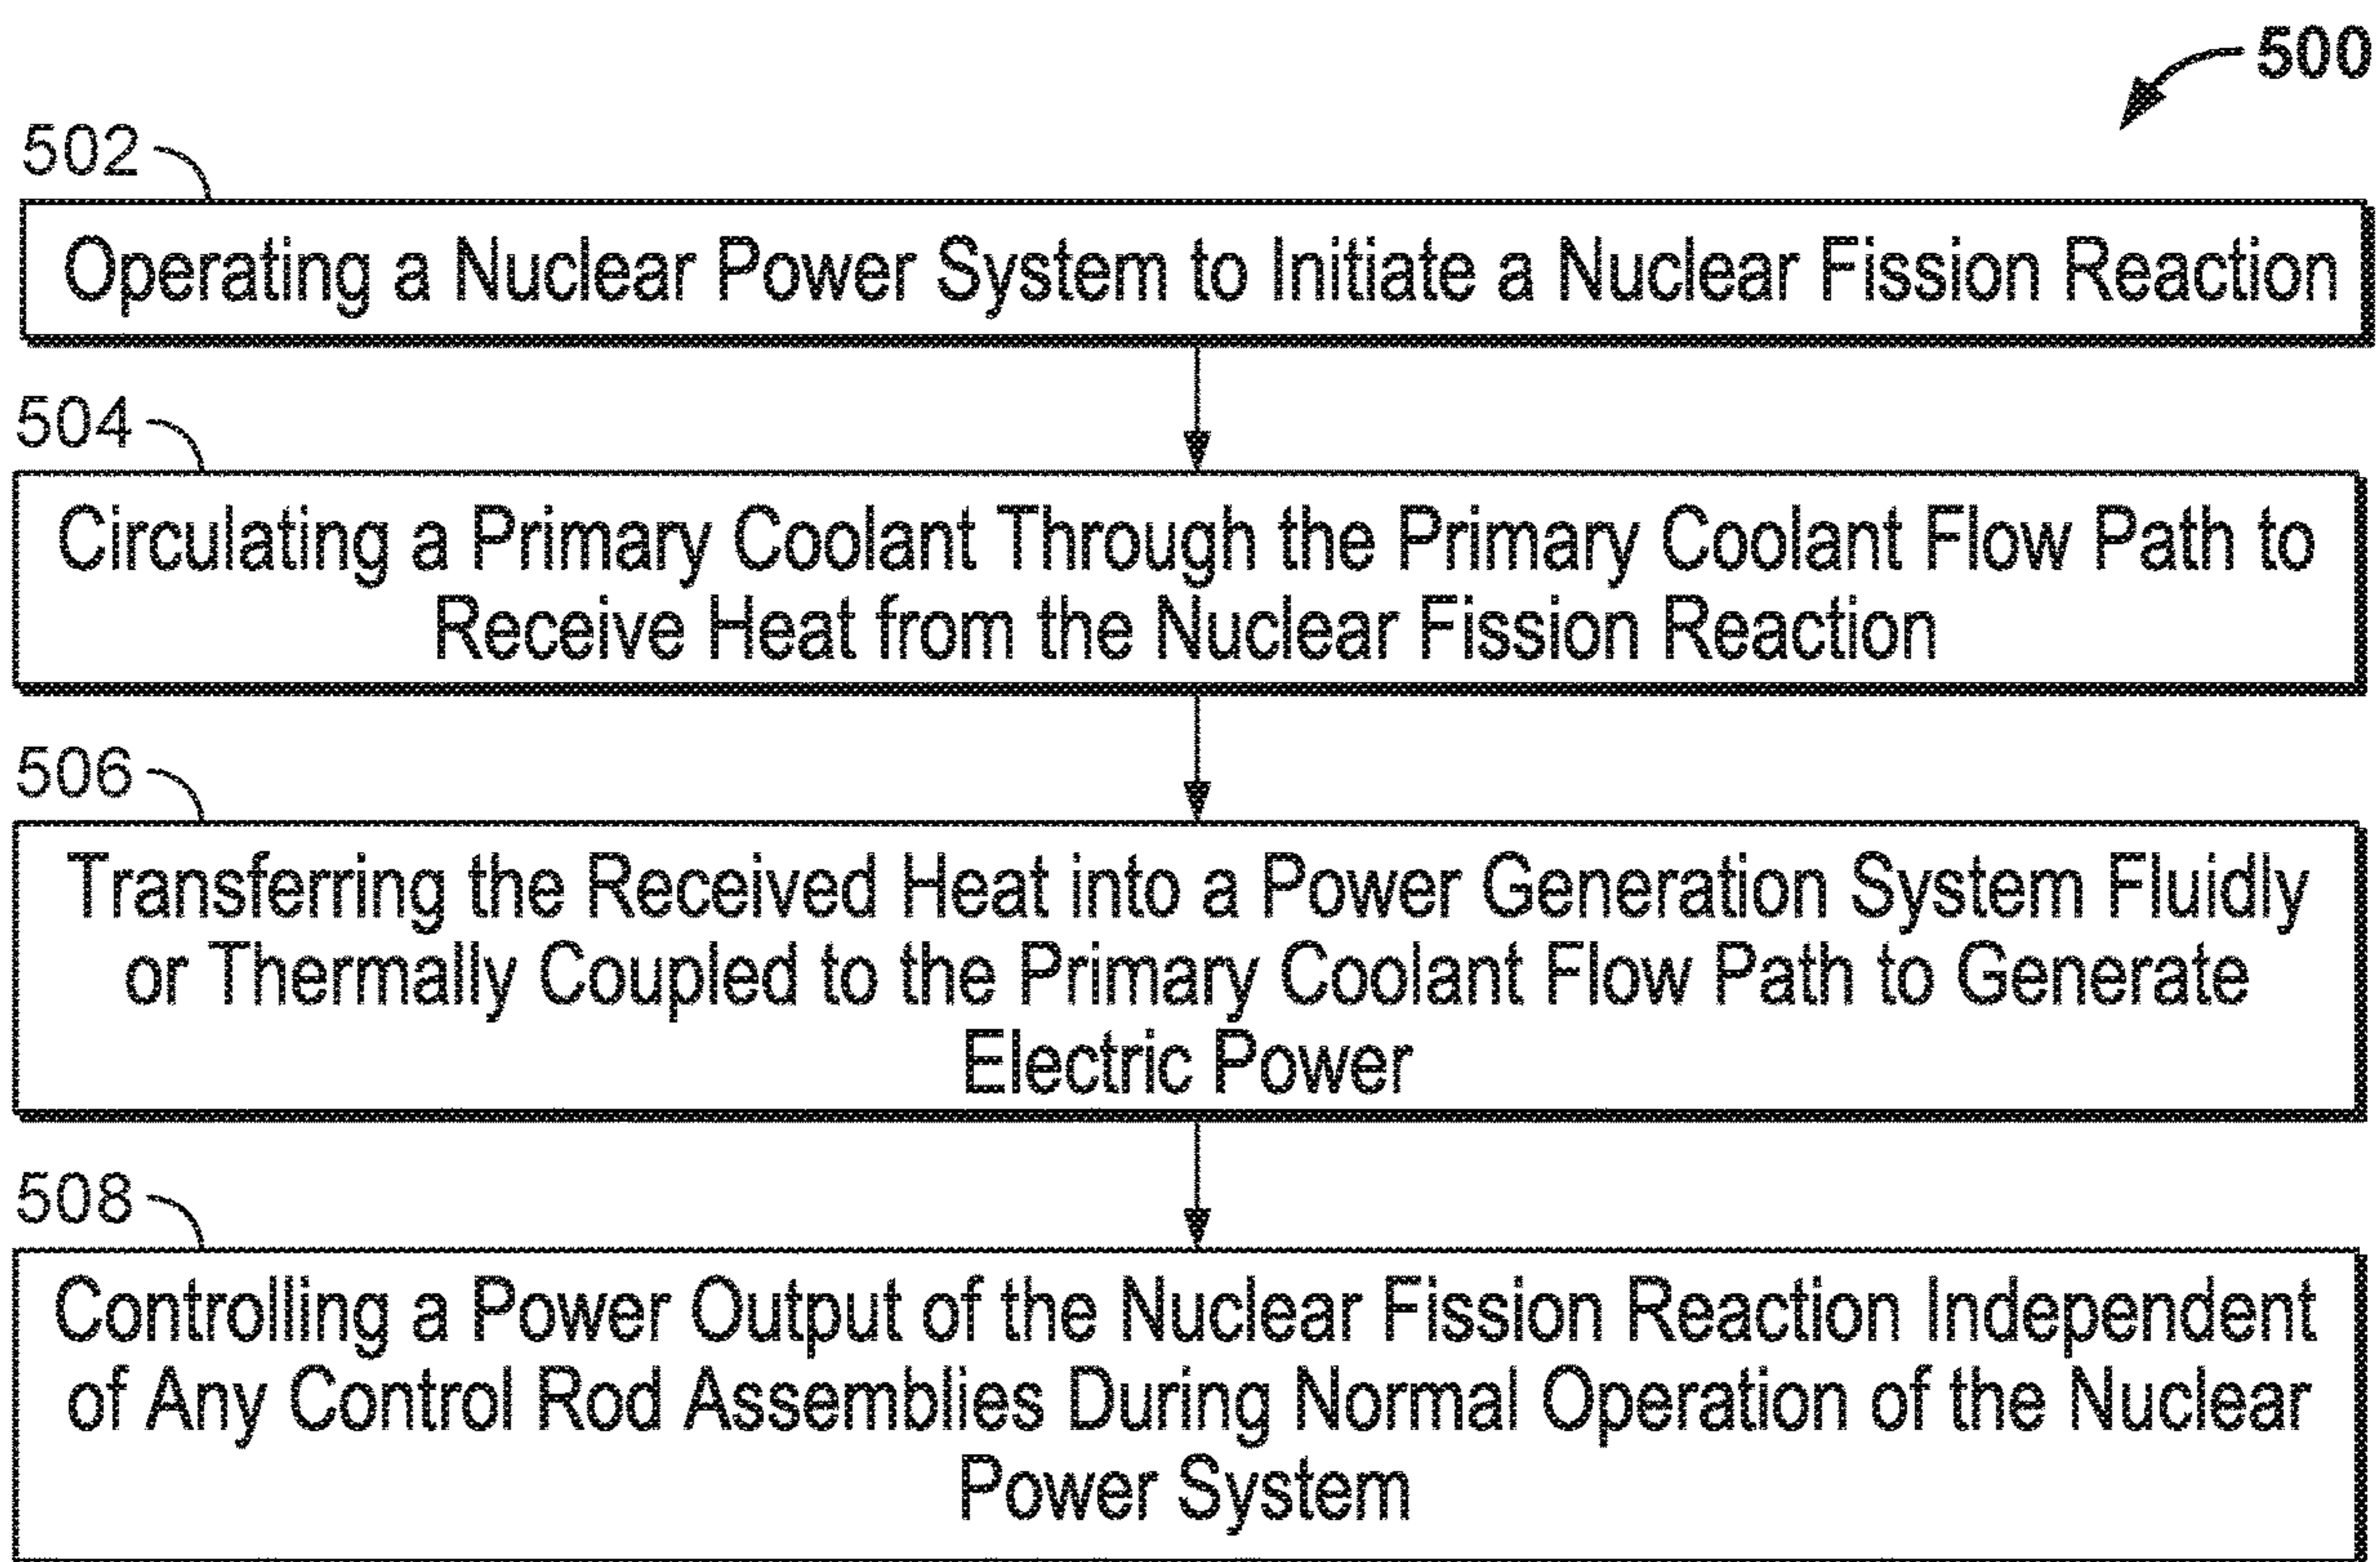 500
502
Operating a Nuclear Power System to Initiate a Nuclear Fission Reaction
504
Circulating a Primary Coolant Through the Primary Coolant Flow Path to
Receive Heat from the Nuclear Fission Reaction
506
Transferring the Received Heat into a Power Generation System Fluidly
or Thermally Coupled to the Primary Coolant Flow Path to Generate
Electric Power
508
Controlling a Power Output of the Nuclear Fission Reaction Independent
of Any Control Rod Assemblies During Normal Operation of the Nuclear
Power System